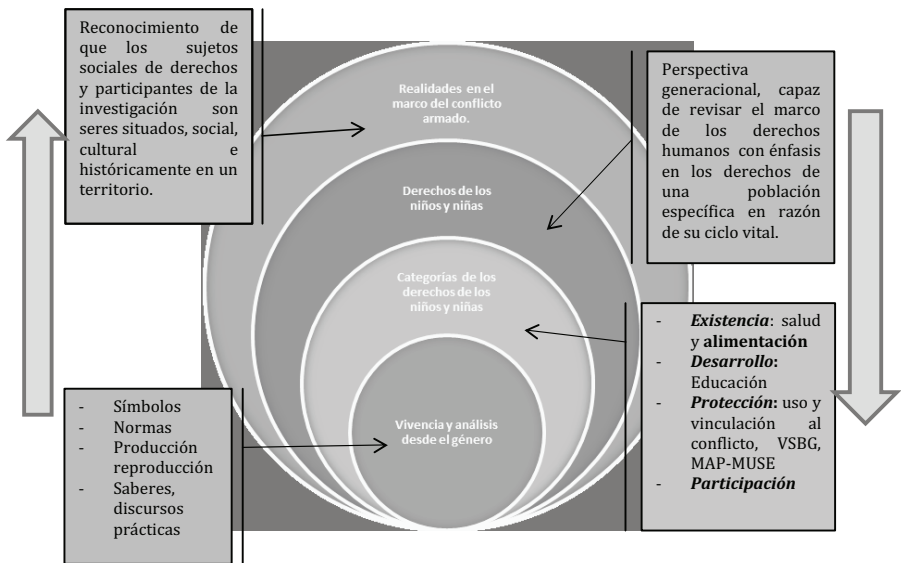 Reconocimiento de
que los sujetos
sociales de derechos
y participantes de la
investigación son
seres situados, social,
cultural e
históricamente en un
territorio.
Realidades en el
marco del conflicto
armado.
Perspectiva
generacional, capaz
de revisar el marco
de los derechos
humanos con énfasis
en los derechos de
una población
específica en razón
de su ciclo vital.
Derechos de los
niños y niñas
Categorías de los
derechos de los
niños y niñas
- Existencia: salud
y alimentación
- Desarrollo:
Educación
- Protección: uso y
vinculación al
conflicto, VSBG,
MAP-MUSE
- Participación
- Símbolos
- Normas
- Producción
reproducción
- Saberes,
discursos
prácticas
Vivencia y análisis
desde el género